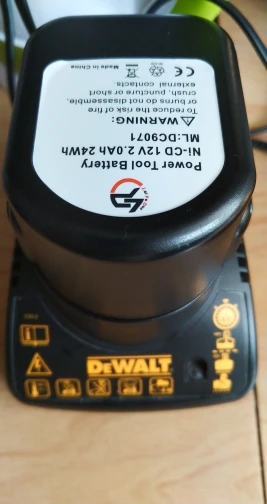 Power Tool Battery
Ni-CD 12V 2.0Ah 24Wh
ML:DC9071
WARNING:
To reduce the risk of fire
or burns do not disassemble,
crush, puncture or short
external contacts.
CE
Made in China
DEWALT